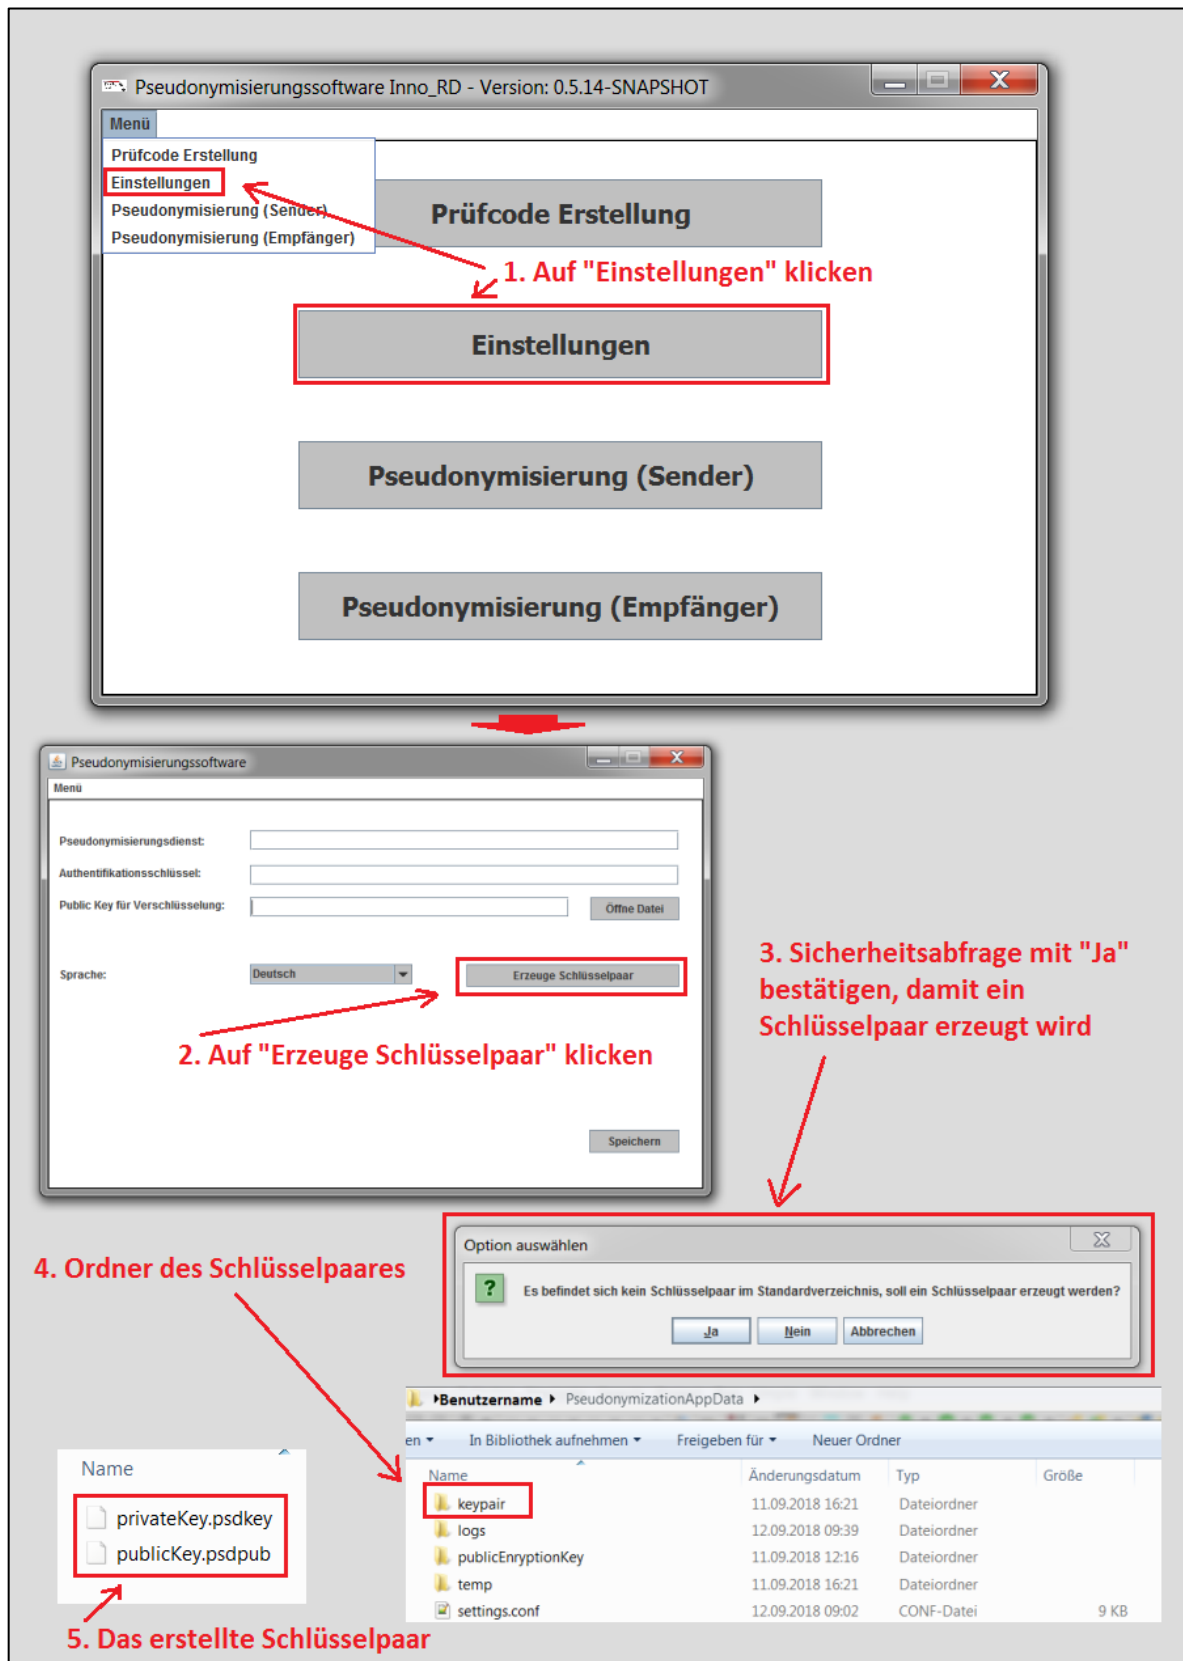 Pseudonymisierungssoftware Inno_RD - Version: 0.5.14-SNAPSHOT
Menü
Prüfcode Erstellung
Einstellungen
Pseudonymisierung (Sender)
Pseudonymisierung (Empfänger)
Prüfcode Erstellung
1. Auf "Einstellungen" klicken
Einstellungen
Pseudonymisierung (Sender)
Pseudonymisierung (Empfänger)
Pseudonymisierungssoftware
Menü
Pseudonymisierungsdienst:
Authentifikationsschlüssel:
Public Key für Verschlüsselung:
Öffne Datei
Sprache:
Deutsch
Erzeuge Schlüsselpaar
2. Auf "Erzeuge Schlüsselpaar" klicken
Speichern
3. Sicherheitsabfrage mit "Ja"
bestätigen, damit ein
Schlüsselpaar erzeugt wird
Option auswählen
Es befindet sich kein Schlüsselpaar im Standardverzeichnis, soll ein Schlüsselpaar erzeugt werden?
Ja Nein Abbrechen
4. Ordner des Schlüsselpaares
Benutzername PseudonymizationAppData
en In Bibliothek aufnehmen Freigeben für Neuer Ordner
Name Änderungsdatum Typ Größe
keypair 11.09.2018 16:21 Dateiordner
logs 12.09.2018 09:39 Dateiordner
publicEnryptionKey 11.09.2018 12:16 Dateiordner
temp 11.09.2018 16:21 Dateiordner
settings.conf 12.09.2018 09:02 CONF-Datei 9 KB
Name
privateKey.psdkey
publicKey.psdpub
5. Das erstellte Schlüsselpaar